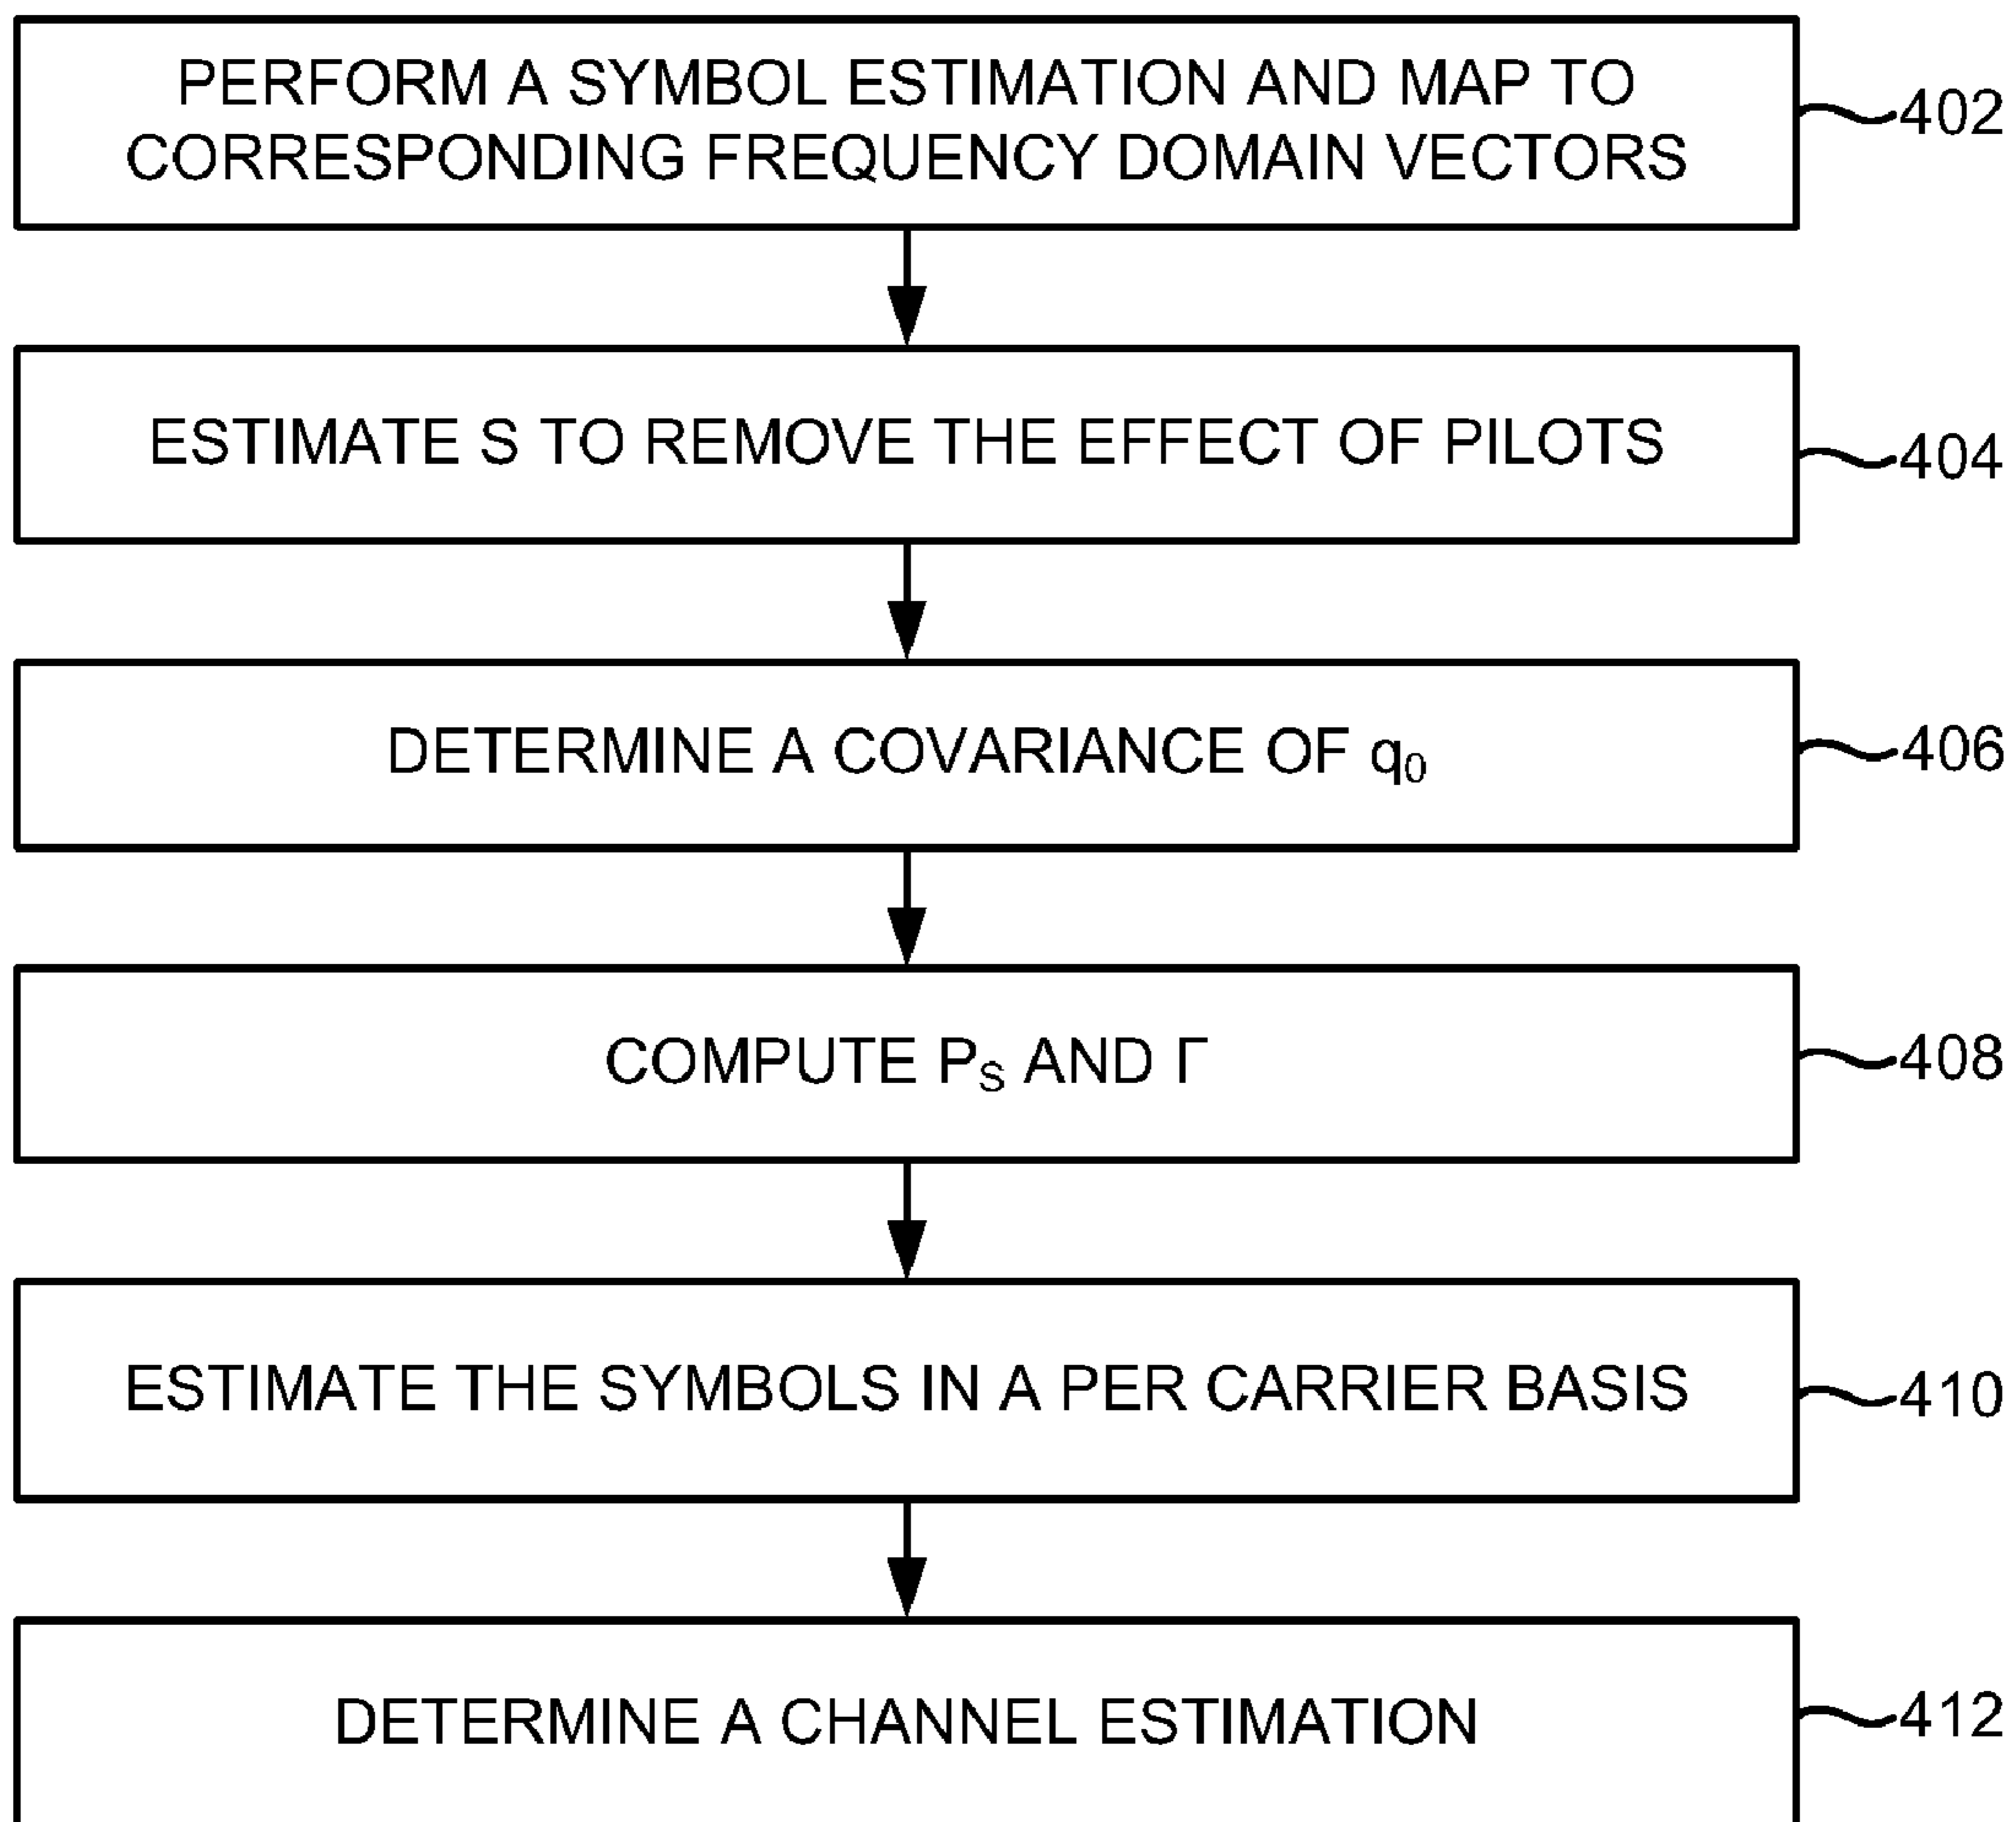 PERFORM A SYMBOL ESTIMATION AND MAP TO
CORRESPONDING FREQUENCY DOMAIN VECTORS
402
ESTIMATE S TO REMOVE THE EFFECT OF PILOTS
404
DETERMINE A COVARIANCE OF q₀
406
COMPUTE Pₛ AND Γ
408
ESTIMATE THE SYMBOLS IN A PER CARRIER BASIS
410
DETERMINE A CHANNEL ESTIMATION
412